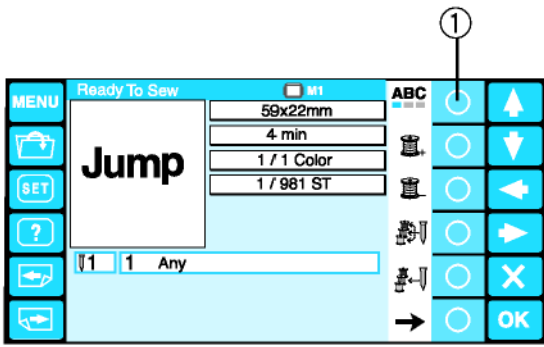 1
MENU
Ready To Sew
M1
ABC
59x22mm
4 min
Jump
1 / 1 Color
SET
1 / 981 ST
?
1
1 Any
X
OK